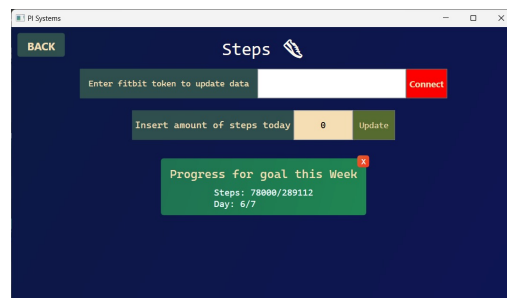 PI Systems
BACK
Steps
Enter fitbit token to update data
Connect
Insert amount of steps today 0 Update
X
Progress for goal this Week
Steps: 78000/289112
Day: 6/7